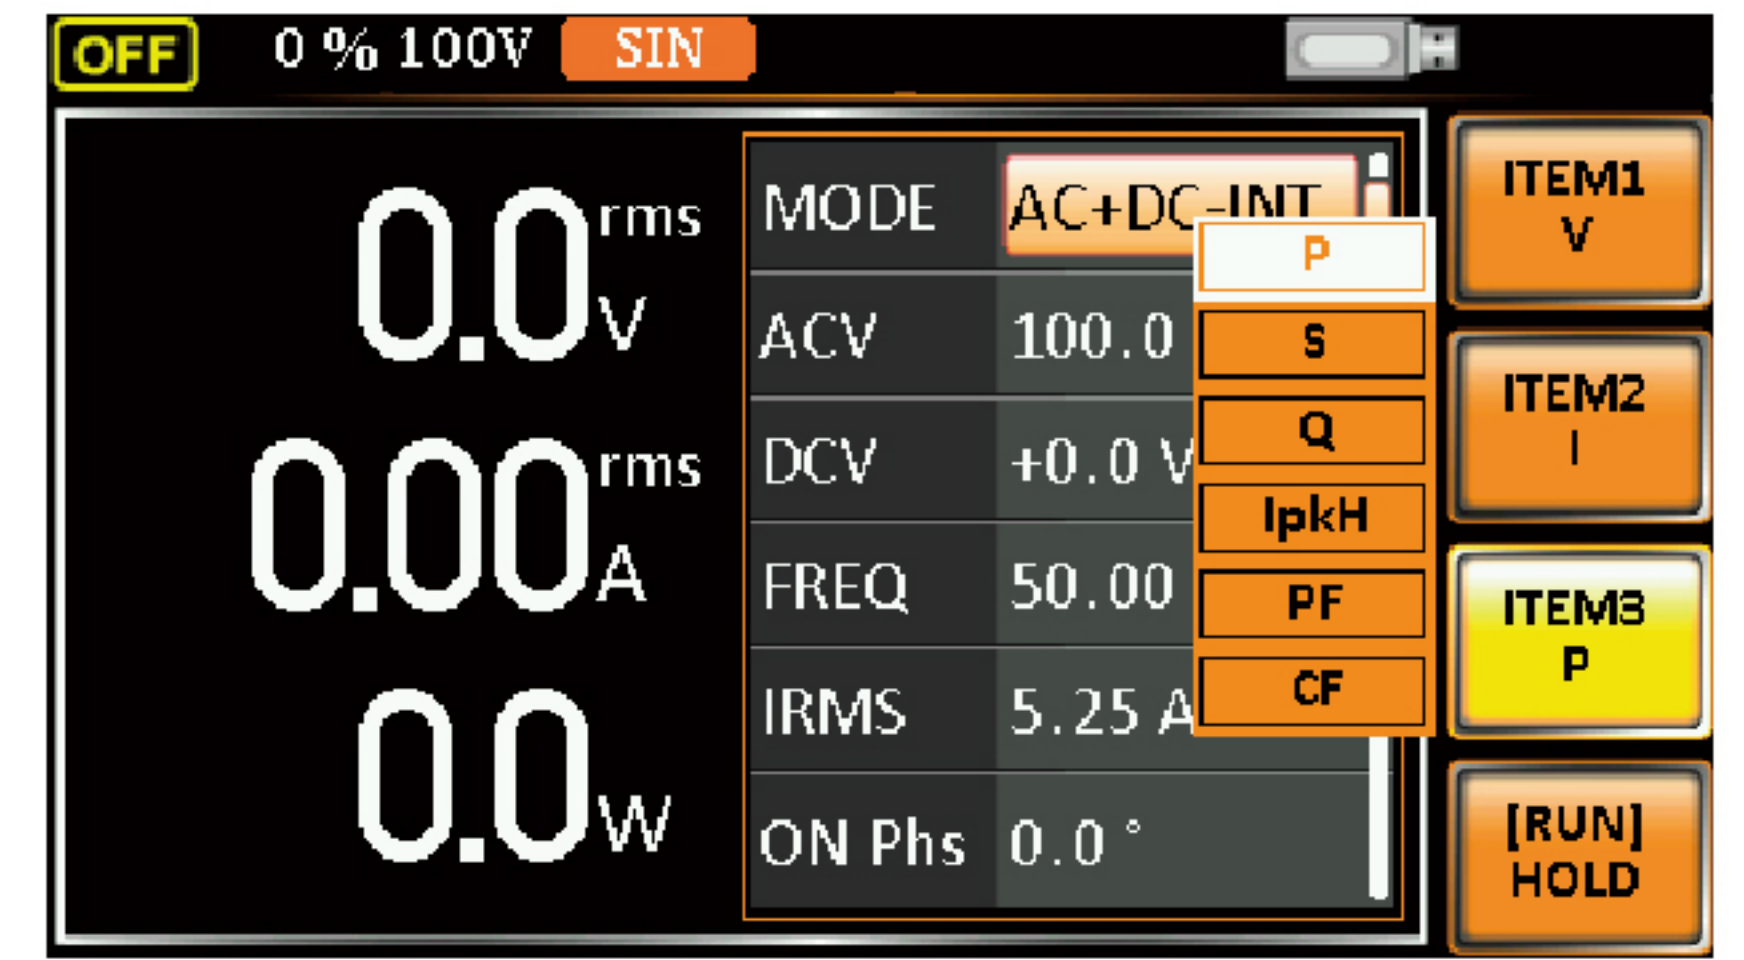 OFF 0 % 100V SIN
0.0 rms V
0.00 rms A
0.0 W
MODE AC+DC-INT
ACV 100.0
DCV +0.0 V
FREQ 50.00
IRMS 5.25 A
ON Phs 0.0 °
P
S
Q
IpkH
PF
CF
ITEM1
V
ITEM2
I
ITEM3
P
[RUN]
HOLD